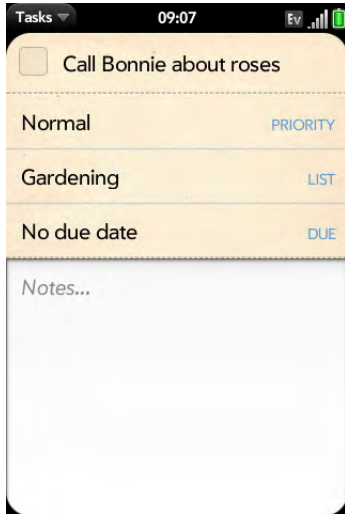 Tasks 09:07 Ev
Call Bonnie about roses
Normal PRIORITY
Gardening LIST
No due date DUE
Notes...